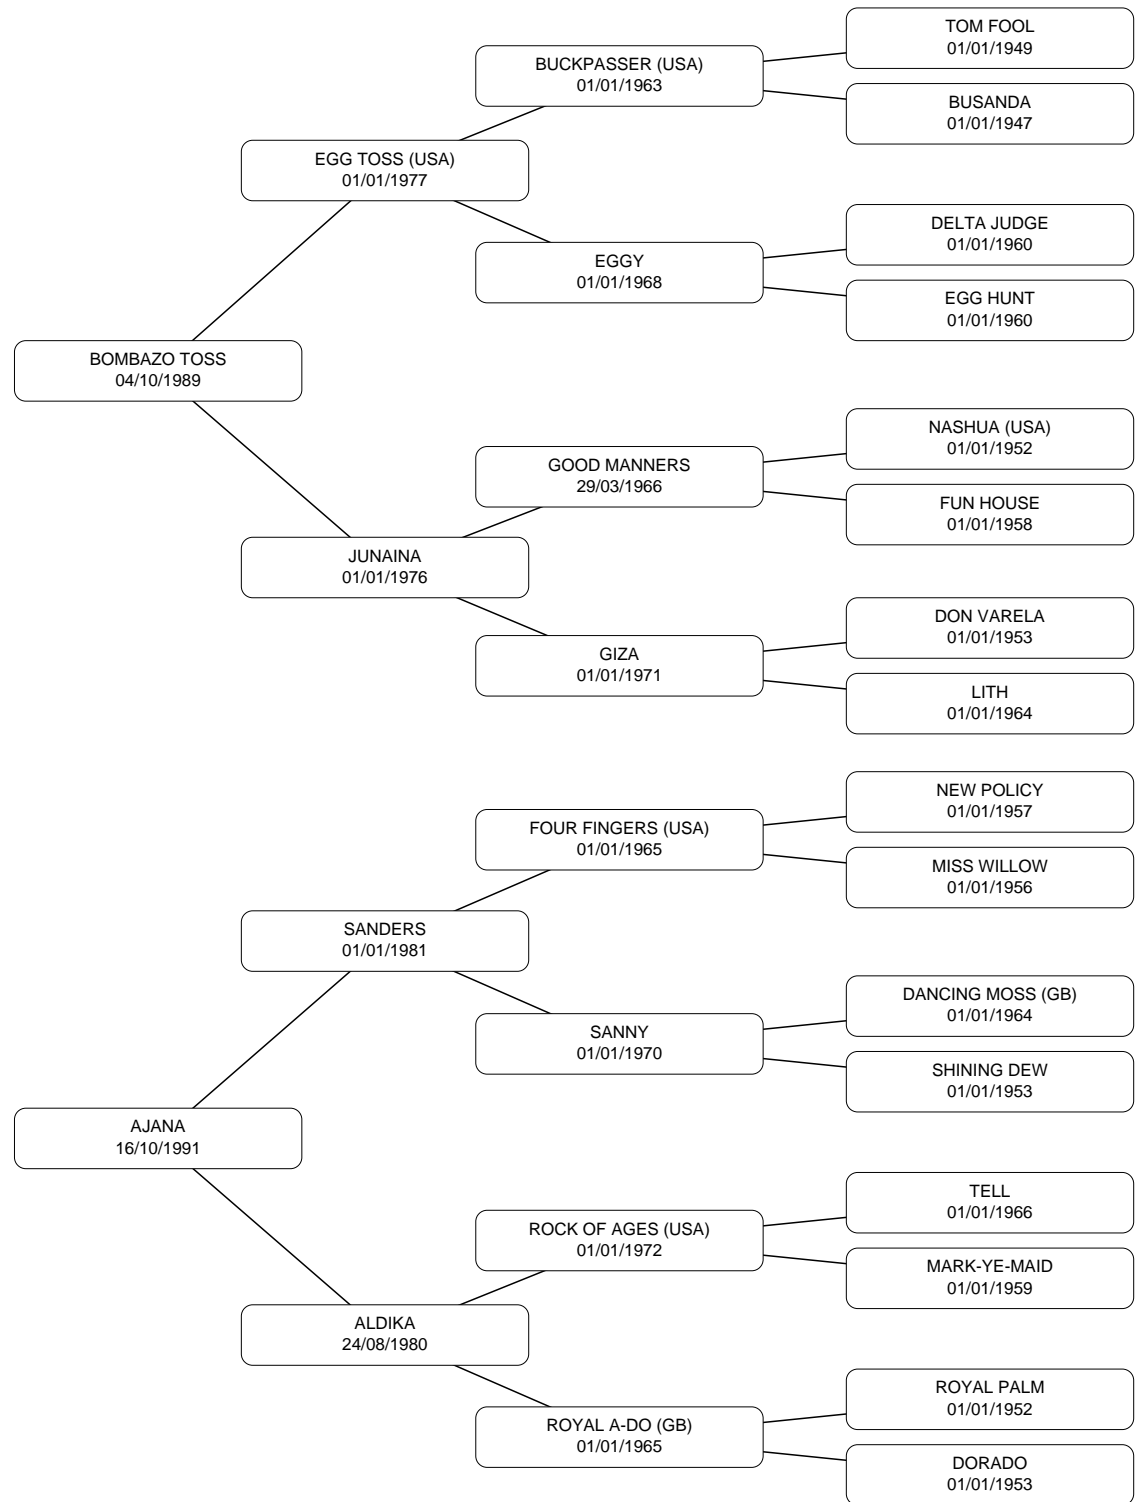 TOM FOOL
01/01/1949
BUCKPASSER (USA)
01/01/1963
BUSANDA
01/01/1947
EGG TOSS (USA)
01/01/1977
DELTA JUDGE
01/01/1960
EGGY
01/01/1968
EGG HUNT
01/01/1960
BOMBAZO TOSS
04/10/1989
NASHUA (USA)
01/01/1952
GOOD MANNERS
29/03/1966
FUN HOUSE
01/01/1958
JUNAINA
01/01/1976
DON VARELA
01/01/1953
GIZA
01/01/1971
LITH
01/01/1964
NEW POLICY
01/01/1957
FOUR FINGERS (USA)
01/01/1965
MISS WILLOW
01/01/1956
SANDERS
01/01/1981
DANCING MOSS (GB)
01/01/1964
SANNY
01/01/1970
SHINING DEW
01/01/1953
AJANA
16/10/1991
TELL
01/01/1966
ROCK OF AGES (USA)
01/01/1972
MARK-YE-MAID
01/01/1959
ALDIKA
24/08/1980
ROYAL PALM
01/01/1952
ROYAL A-DO (GB)
01/01/1965
DORADO
01/01/1953